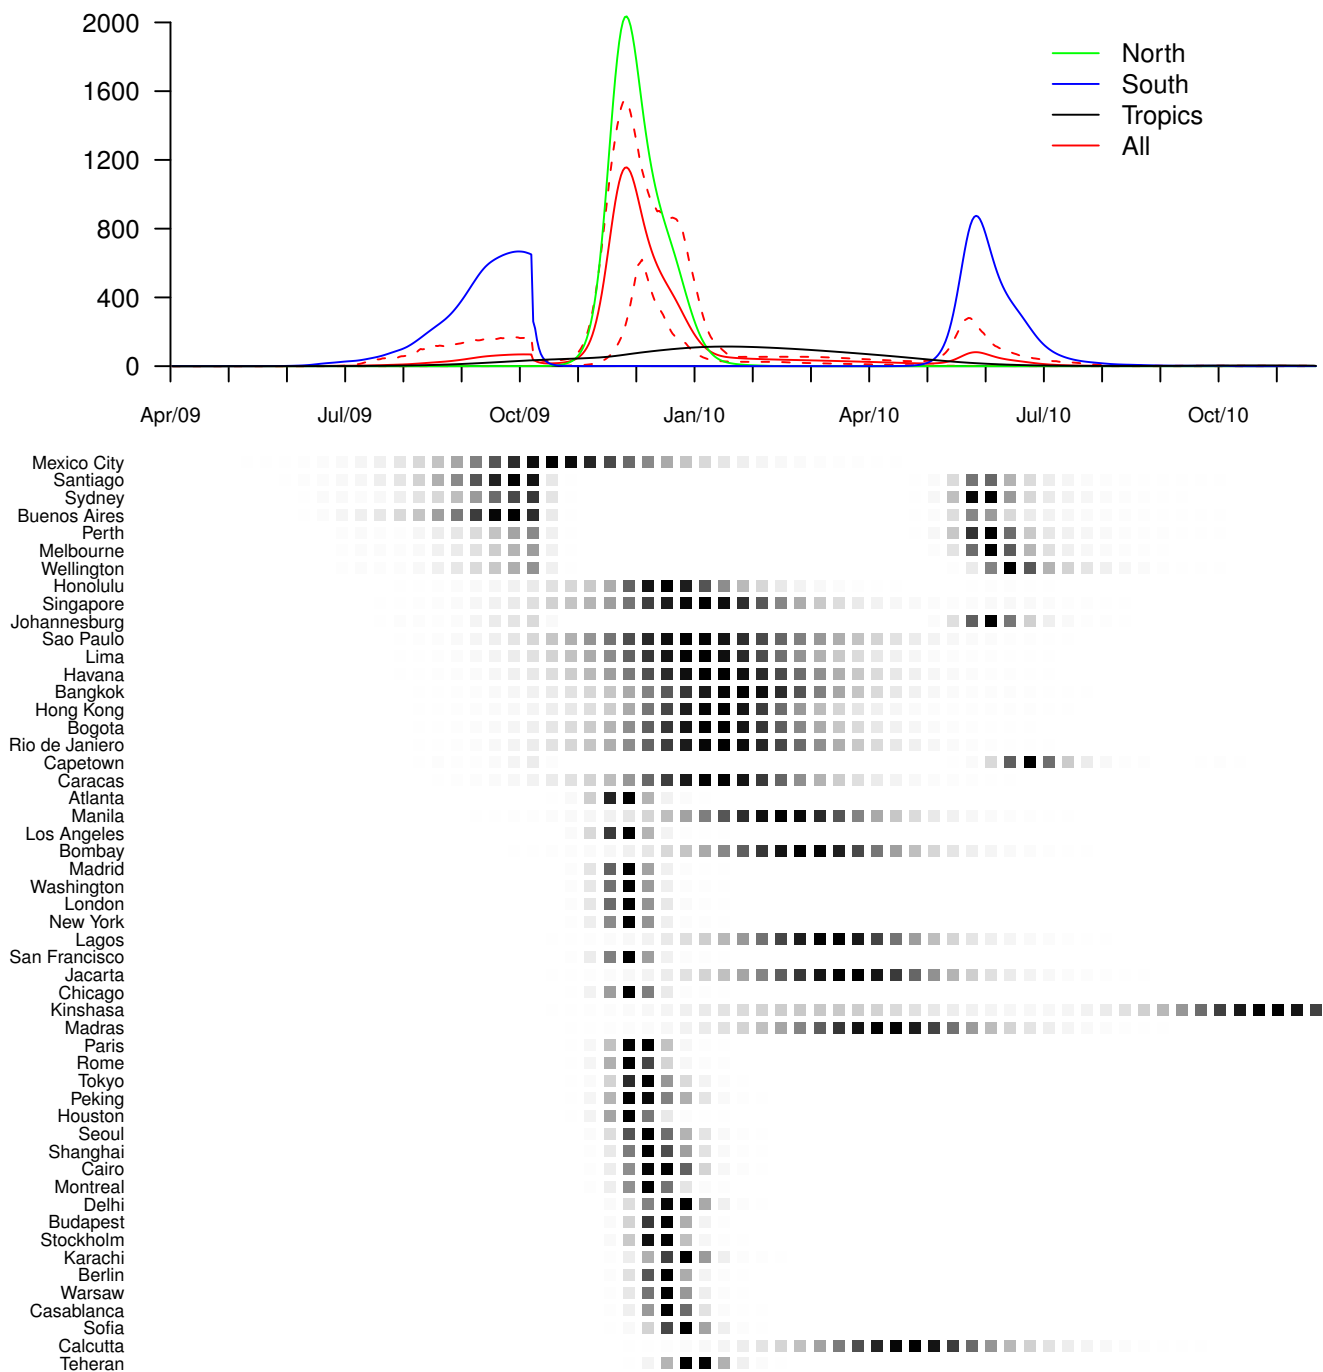 2000
1600
1200
800
400
0
North
South
Tropics
All
Apr/09 Jul/09 Oct/09 Jan/10 Apr/10 Jul/10 Oct/10
Mexico City
Santiago
Sydney
Buenos Aires
Perth
Melbourne
Wellington
Honolulu
Singapore
Johannesburg
Sao Paulo
Lima
Havana
Bangkok
Hong Kong
Bogota
Rio de Janiero
Capetown
Caracas
Atlanta
Manila
Los Angeles
Bombay
Madrid
Washington
London
New York
Lagos
San Francisco
Jacarta
Chicago
Kinshasa
Madras
Paris
Rome
Tokyo
Peking
Houston
Seoul
Shanghai
Cairo
Montreal
Delhi
Budapest
Stockholm
Karachi
Berlin
Warsaw
Casablanca
Sofia
Calcutta
Teheran